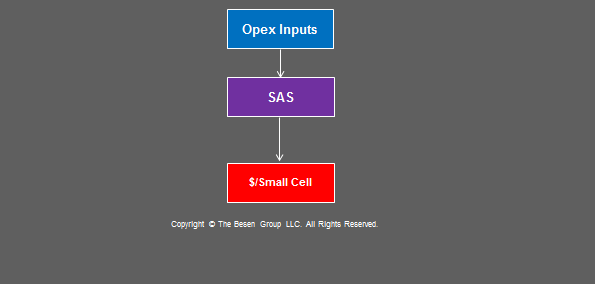 Opex Inputs
SAS
$/Small Cell
Copyright © The Besen Group LLC. All Rights Reserved.